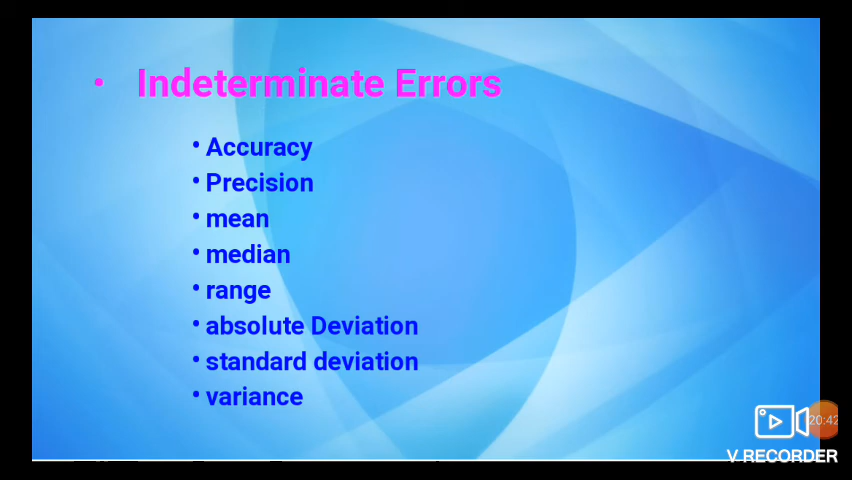 • Indeterminate Errors
• Accuracy
• Precision
• mean
• median
• range
• absolute Deviation
• standard deviation
• variance
20:42
V RECORDER